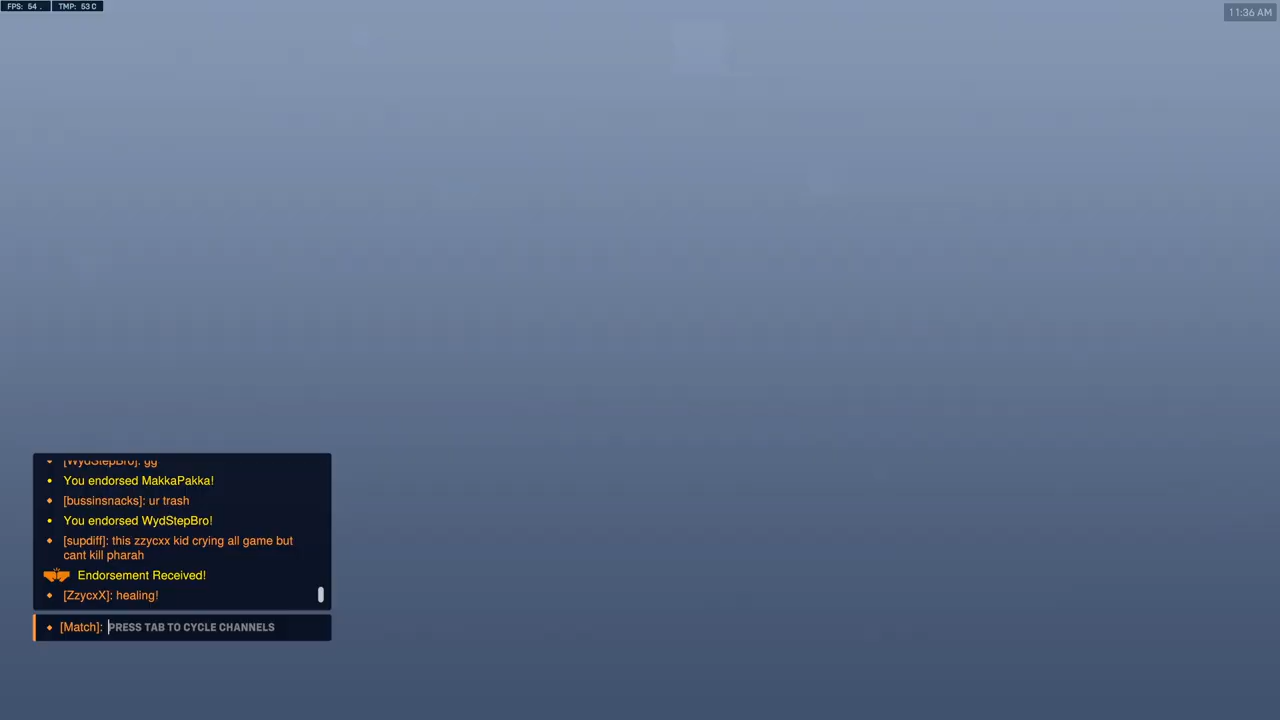 FPS: 54 . TMP: 53 C
11:36 AM
[WydStepBro]: gg
You endorsed MakkaPakka!
[bussinsnacks]: ur trash
You endorsed WydStepBro!
[supdiff]: this zzycxx kid crying all game but
cant kill pharah
Endorsement Received!
[ZzycxX]: healing!
[Match]: PRESS TAB TO CYCLE CHANNELS